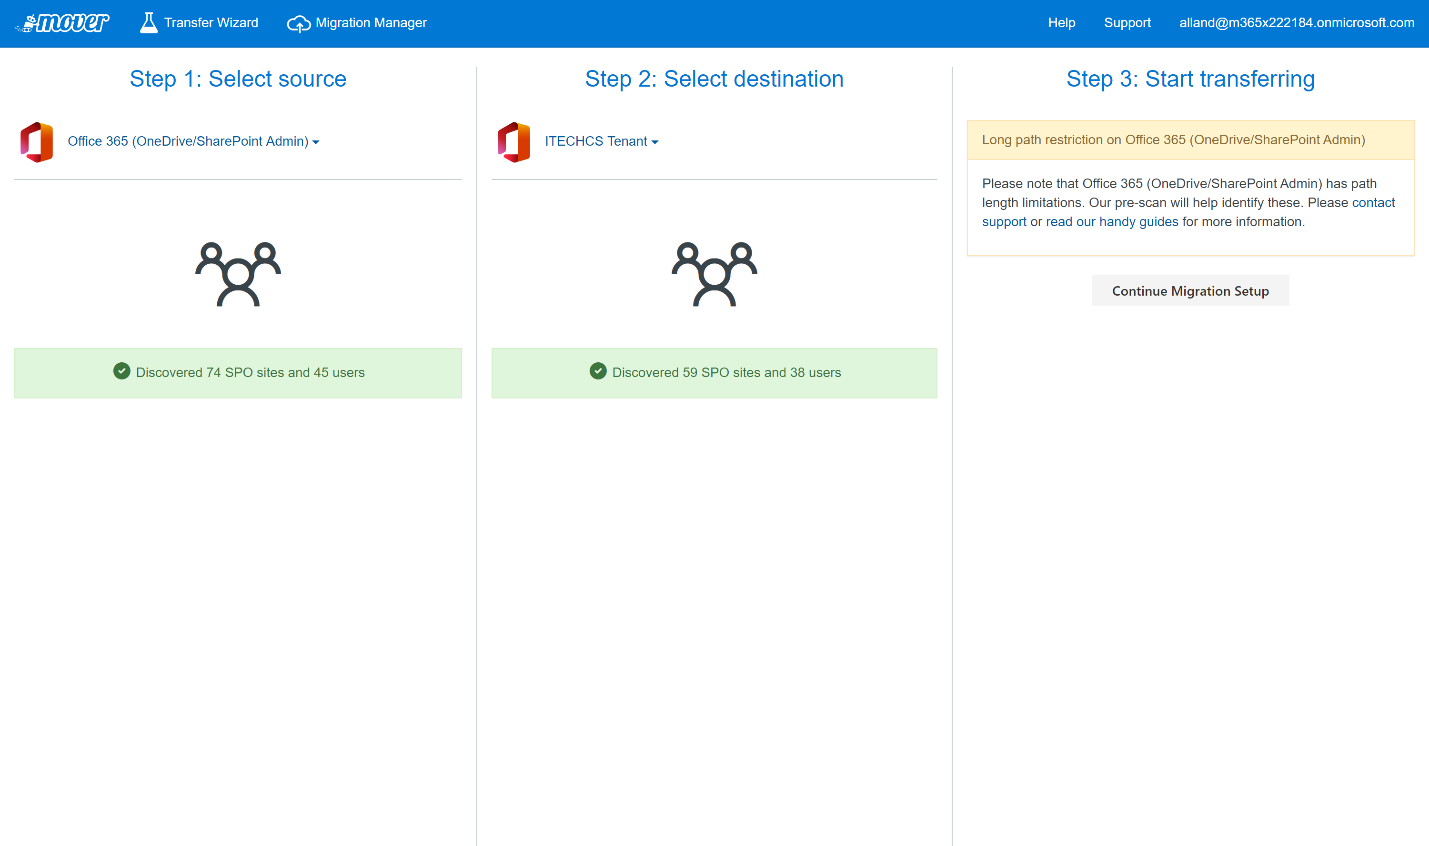 mover
Transfer Wizard
Migration Manager
Help
Support
alland@m365x222184.onmicrosoft.com
Step 1: Select source
Office 365 (OneDrive/SharePoint Admin)
Discovered 74 SPO sites and 45 users
Step 2: Select destination
ITECHCS Tenant
Discovered 59 SPO sites and 38 users
Step 3: Start transferring
Long path restriction on Office 365 (OneDrive/SharePoint Admin)
Please note that Office 365 (OneDrive/SharePoint Admin) has path
length limitations. Our pre-scan will help identify these. Please contact
support or read our handy guides for more information.
Continue Migration Setup